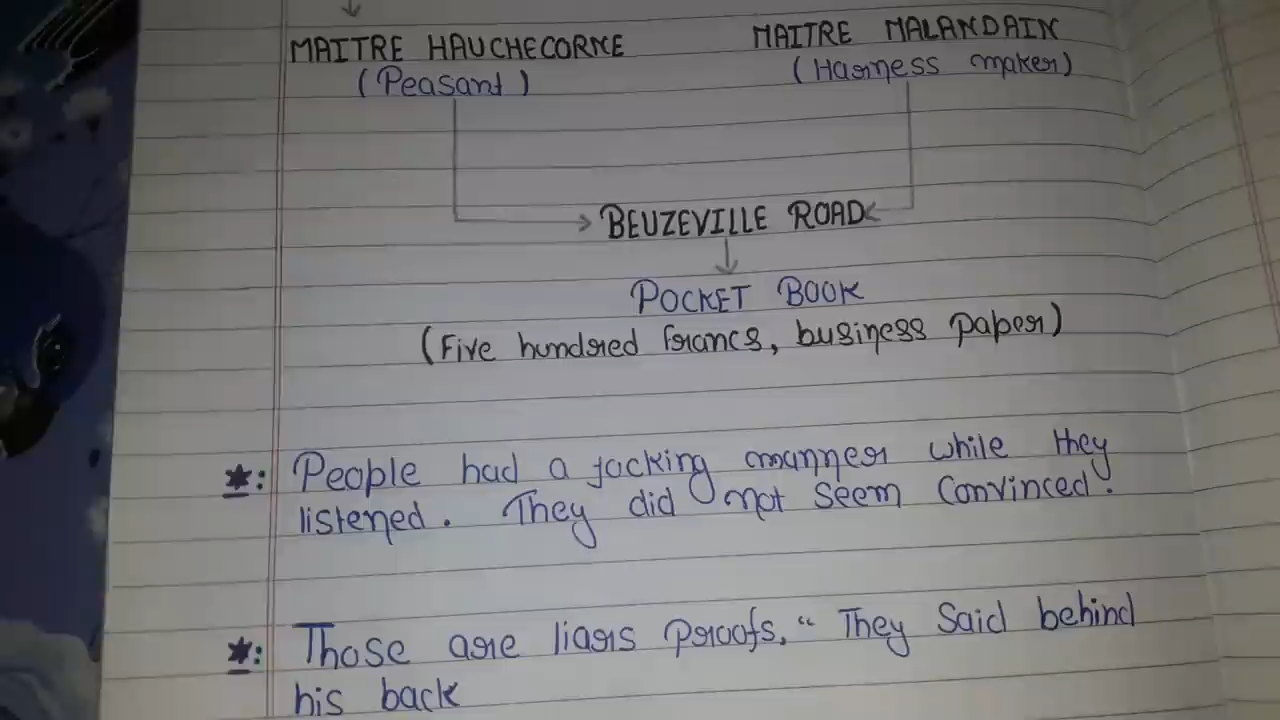 MAITRE HAUCHECORNE MAITRE MALANDAIN
(Peasant) (Harness maker)
BEUZEVILLE ROAD
POCKET BOOK
(Five hundred francs, business paper)
*: People had a jocking manner while they
listened. They did not seem convinced.
*: Those are liars proofs," They said behind
his back